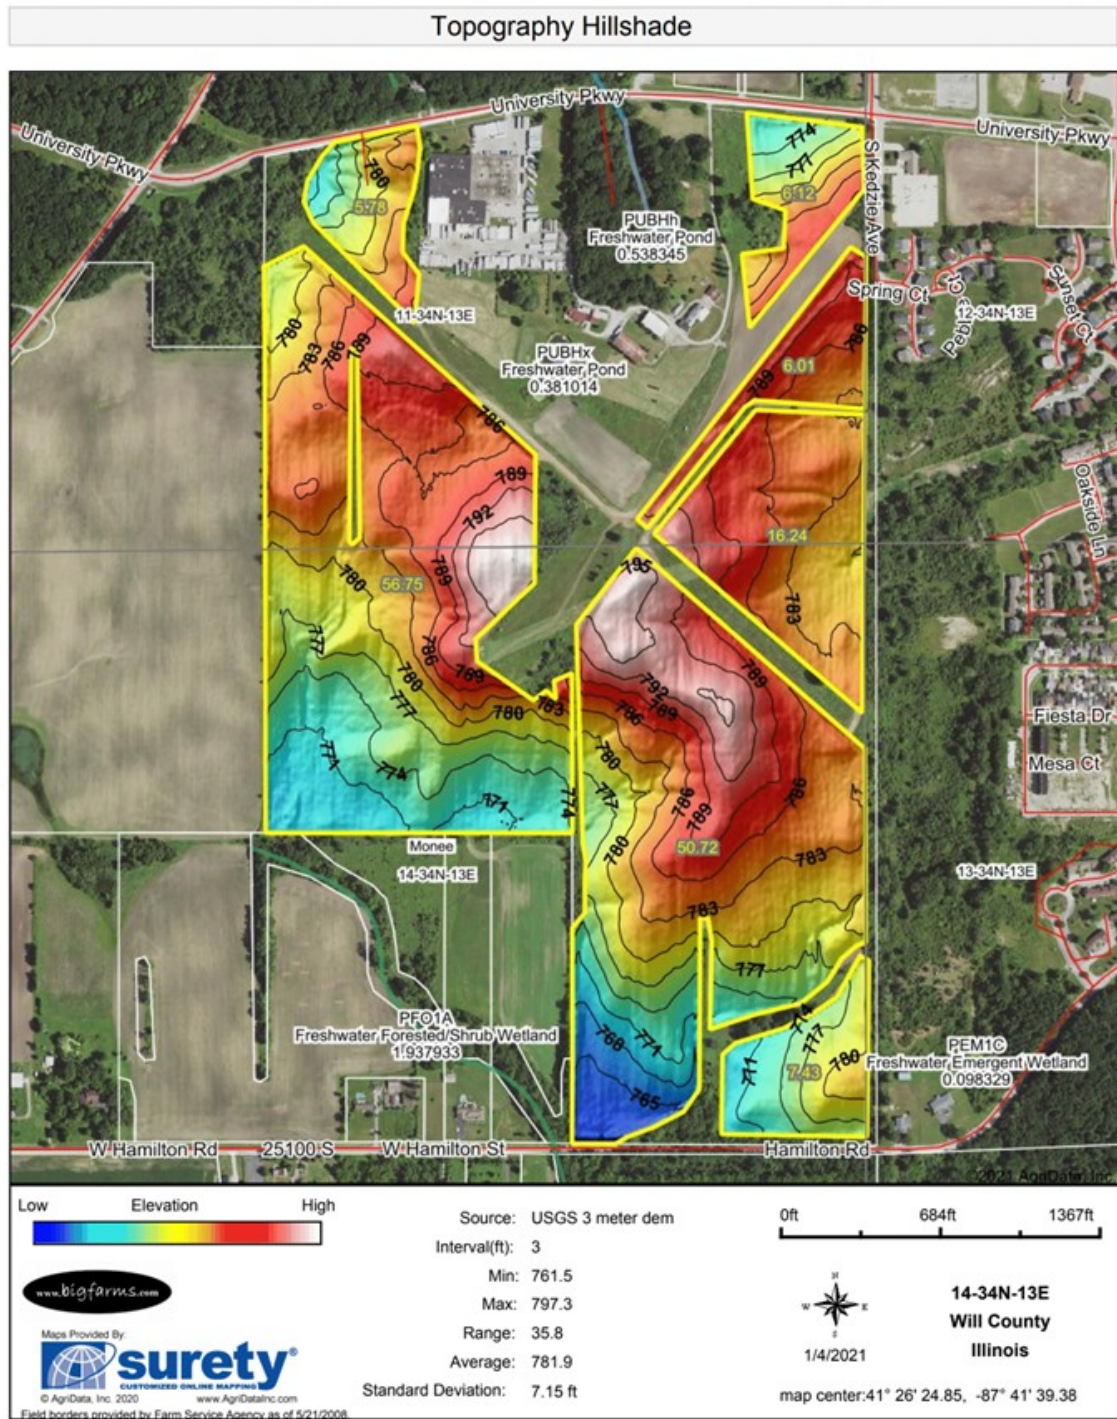 Topography Hillshade
University Pkwy
University Pkwy
University Pkwy
774
771
780
5.78
6.12
S Kedzie Ave
PUBHh
Freshwater Pond
0.538345
Spring Ct
Sunset Ct
11-34N-13E
12-34N-13E
780
783
786
789
786
PUBHx
Freshwater Pond
0.381014
6.01
789
786
789
792
Oakside Ln
16.24
56.75
780
789
795
783
777
786
780
789
792
789
789
777
780
783
786
Fiesta Dr
780
Mesa Ct
774
774
771
774
777
786
789
786
780
50.72
783
Monee
14-34N-13E
13-34N-13E
783
777
PFO1A
Freshwater Forested/Shrub Wetland
1.937933
768
771
774
777
771
7.43
780
765
PEM1C
Freshwater Emergent Wetland
0.098329
W Hamilton Rd
25100 S
W Hamilton St
Hamilton Rd
©2021 AgriData, Inc.
Low Elevation High
Source: USGS 3 meter dem
Interval(ft): 3
Min: 761.5
Max: 797.3
Range: 35.8
Average: 781.9
Standard Deviation: 7.15 ft
0ft 684ft 1367ft
www.bigfarms.com
Maps Provided By:
surety®
CUSTOMIZED ONLINE MAPPING
© AgriData, Inc. 2020 www.AgriDataInc.com
Field borders provided by Farm Service Agency as of 5/21/2008.
N
W E
S
1/4/2021
14-34N-13E
Will County
Illinois
map center:41° 26' 24.85, -87° 41' 39.38